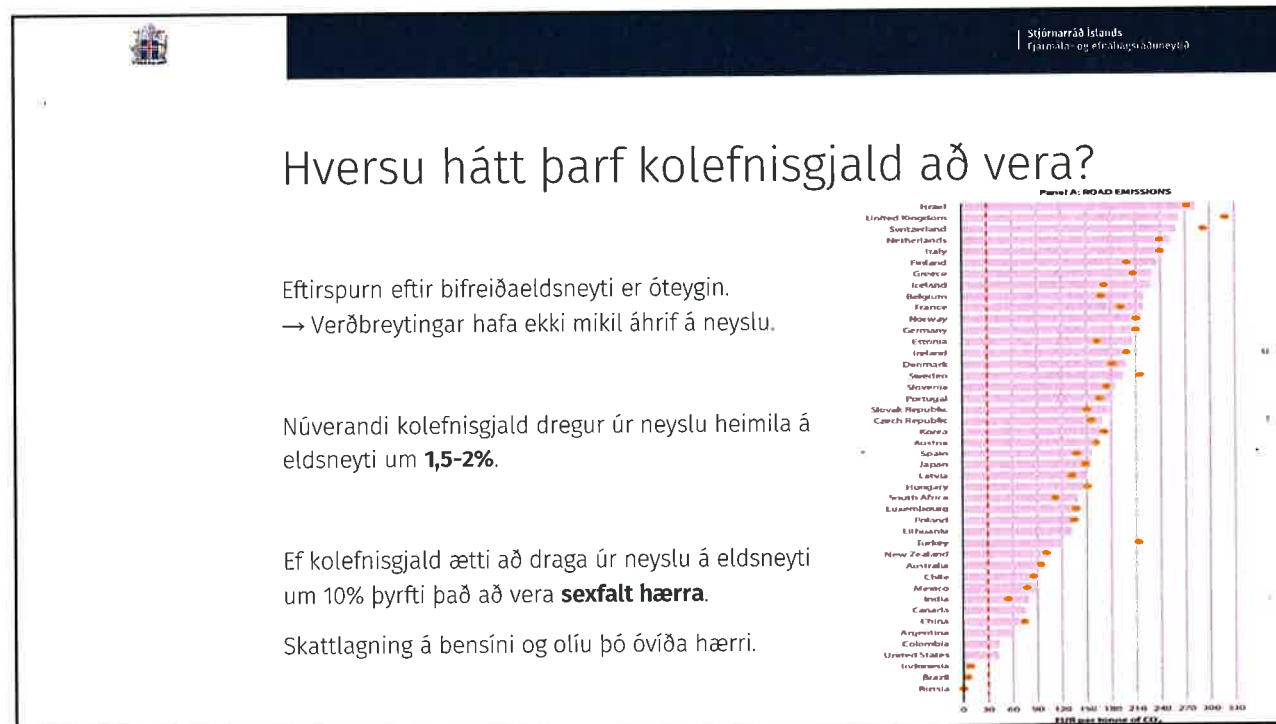 Stjórnarráð Íslands
Fjármála- og efnahagsráðuneytið
Hversu hátt þarf kolefnisgjald að vera?
Eftirspurn eftir bifreiðaeldsneyti er óteygin.
→ Verðbreytingar hafa ekki mikil áhrif á neyslu.
Núverandi kolefnisgjald dregur úr neyslu heimila á
eldsneyti um 1,5-2%.
Ef kolefnisgjald ætti að draga úr neyslu á eldsneyti
um 10% þyrfti það að vera sexfalt hærra.
Skattlagning á bensíni og olíu þó óvíða hærri.
Panel A: ROAD EMISSIONS
Israel
United Kingdom
Switzerland
Netherlands
Italy
Finland
Greece
Iceland
Belgium
France
Norway
Germany
Estonia
Ireland
Denmark
Sweden
Slovenia
Portugal
Slovak Republic
Czech Republic
Korea
Austria
Spain
Japan
Latvia
Hungary
South Africa
Luxembourg
Poland
Lithuania
Turkey
New Zealand
Australia
Chile
Mexico
India
Canada
China
Argentina
Colombia
United States
Indonesia
Brazil
Russia
0 30 60 90 120 150 180 210 240 270 300 330
EUR per tonne of CO₂